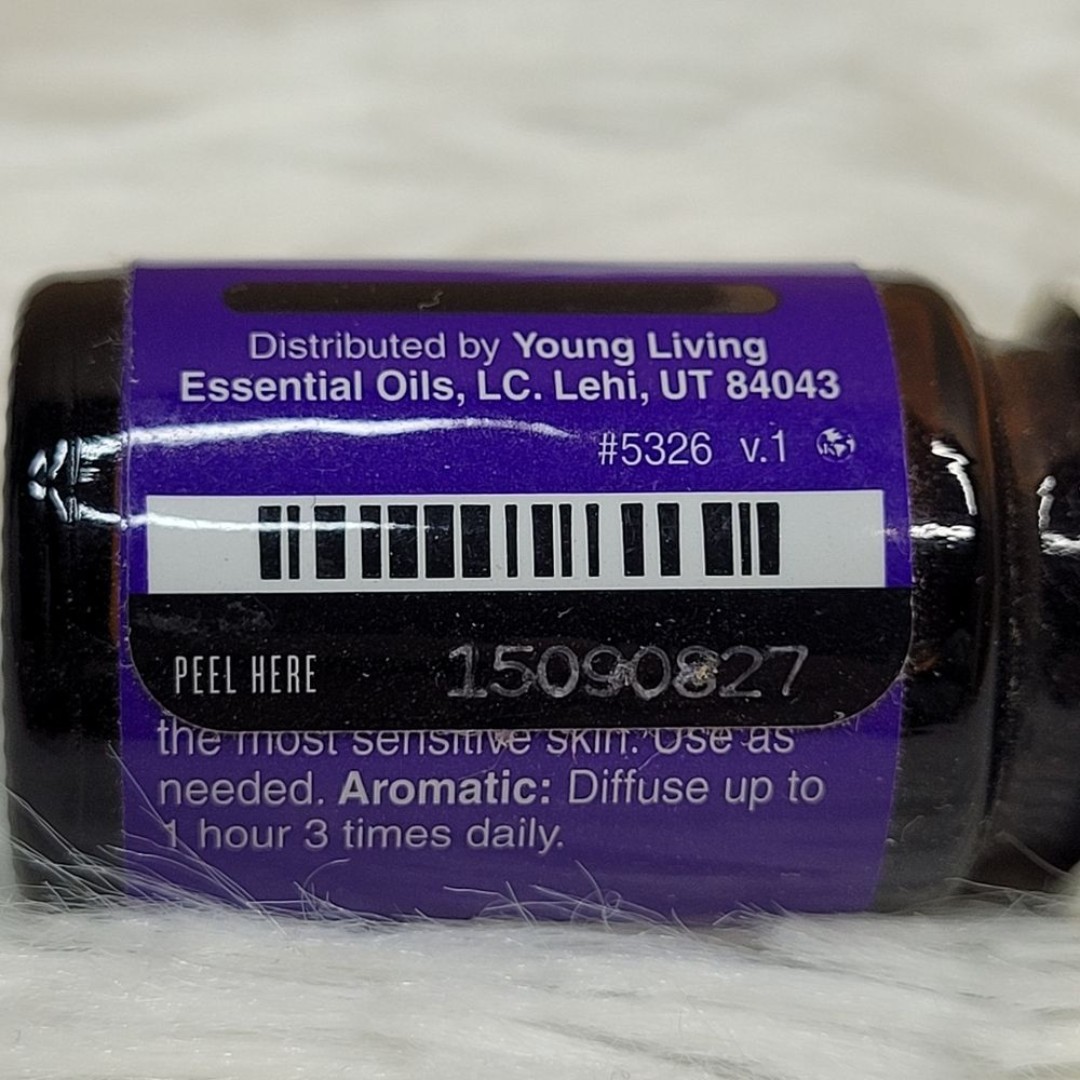 Distributed by Young Living
Essential Oils, LC. Lehi, UT 84043
#5326 v.1
PEEL HERE 15090827
the most sensitive skin. Use as
needed. Aromatic: Diffuse up to
1 hour 3 times daily.